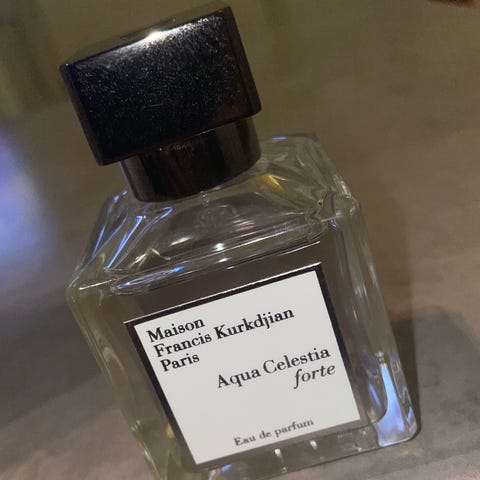 Maison
Francis Kurkdjian
Paris
Aqua Celestia
forte
Eau de parfum